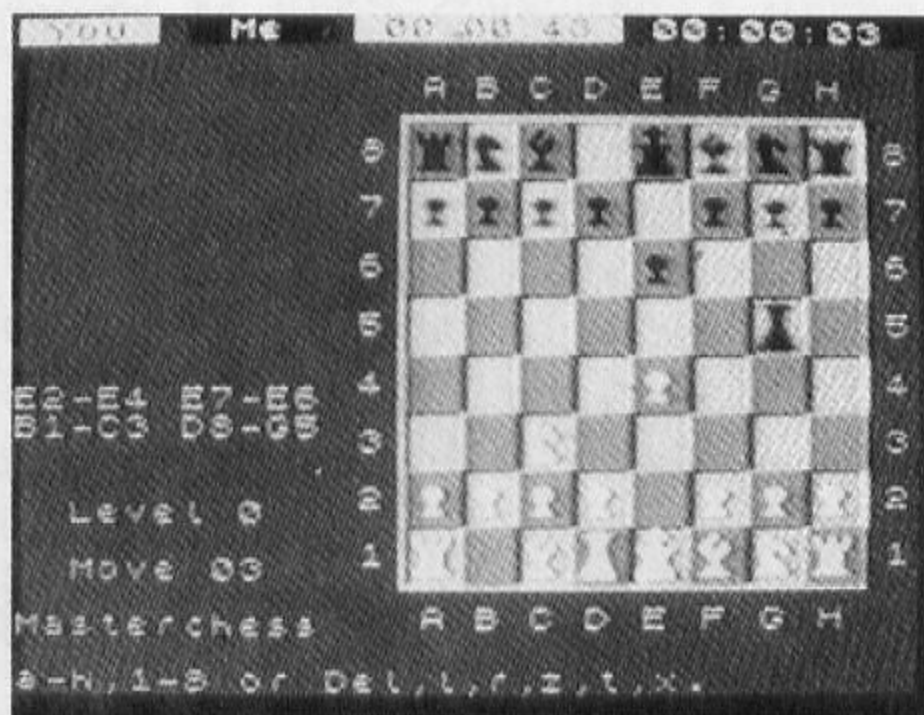 You Me 00:00:43 00:00:03
A B C D E F G H
8 8
7 7
6 6
5 5
E2-E4 E7-E6 4 4
B1-C3 D8-G5 3 3
Level 0 2 2
Move 03 1 1
Masterchess A B C D E F G H
a-h,1-8 or Del,l,r,z,t,x.